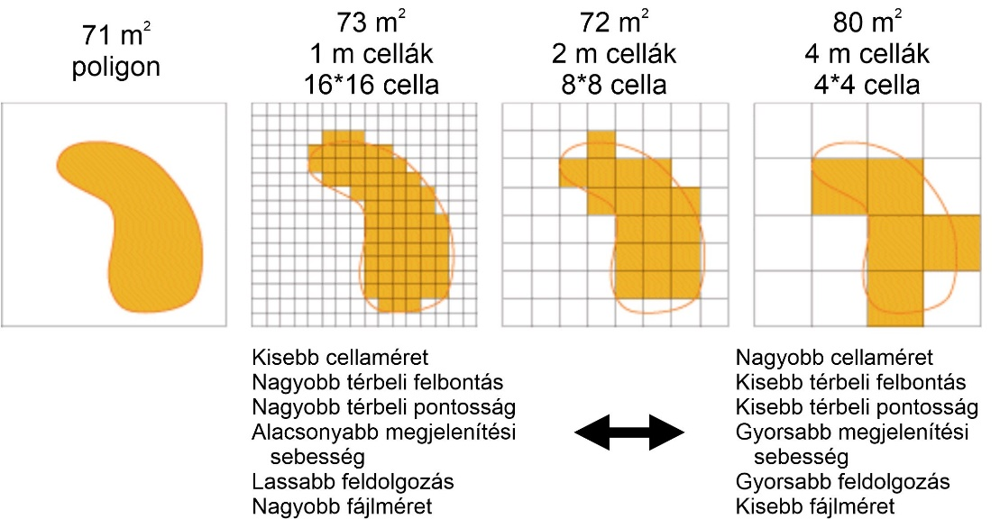 71 m²
poligon
73 m²
1 m cellák
16*16 cella
72 m²
2 m cellák
8*8 cella
80 m²
4 m cellák
4*4 cella
Kisebb cellaméret
Nagyobb térbeli felbontás
Nagyobb térbeli pontosság
Alacsonyabb megjelenítési
sebesség
Lassabb feldolgozás
Nagyobb fájlméret
Nagyobb cellaméret
Kisebb térbeli felbontás
Kisebb térbeli pontosság
Gyorsabb megjelenítési
sebesség
Gyorsabb feldolgozás
Kisebb fájlméret